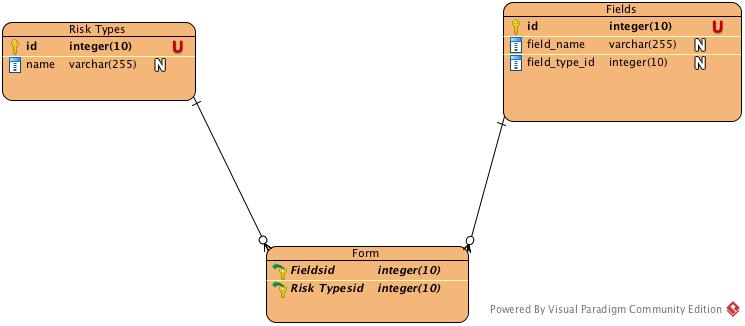 Risk Types
id integer(10) U
name varchar(255) N
Fields
id integer(10) U
field_name varchar(255) N
field_type_id integer(10) N
Form
Fieldsid integer(10)
Risk Typesid integer(10)
Powered By Visual Paradigm Community Edition